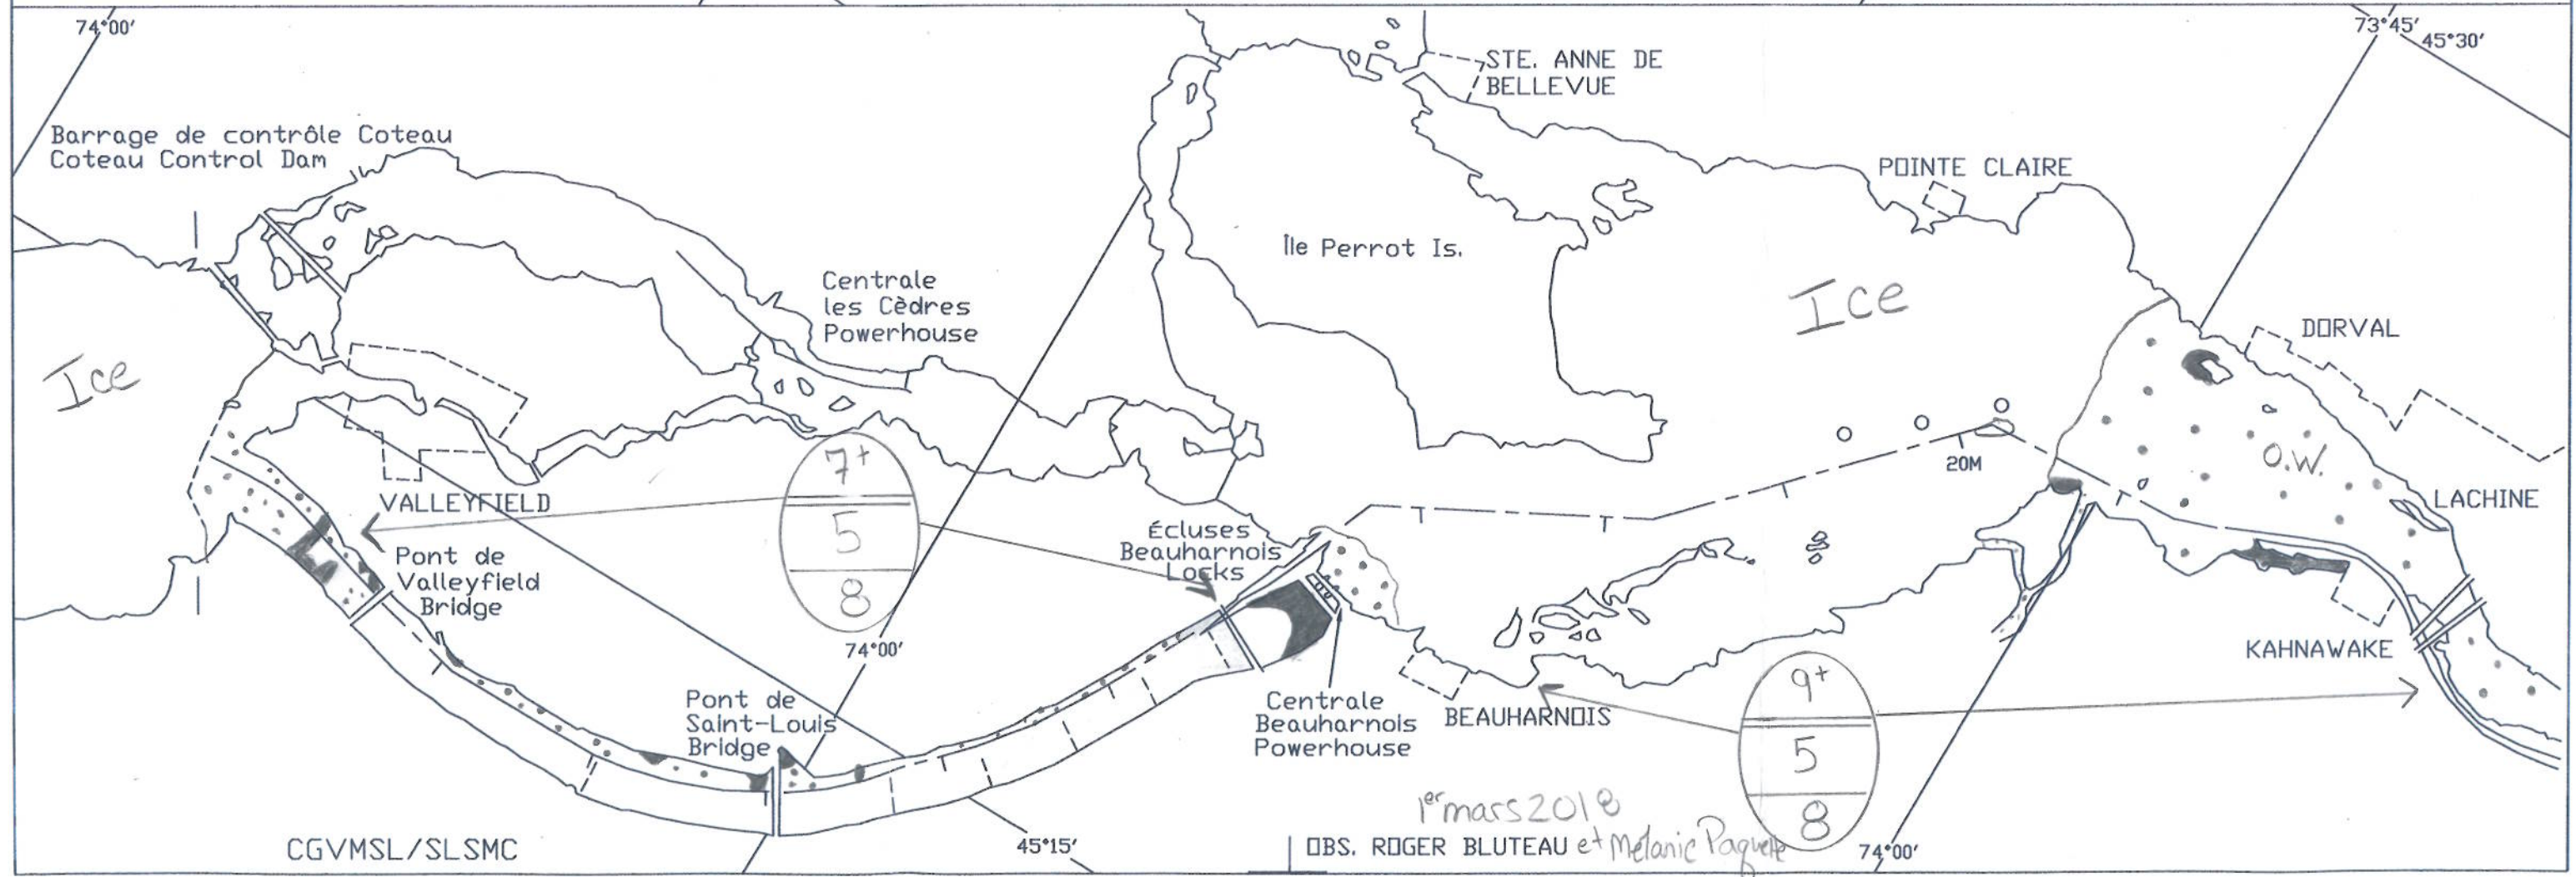 74°00′
73°45′
45°30′
STE. ANNE DE
BELLEVUE
Barrage de contrôle Coteau
Coteau Control Dam
POINTE CLAIRE
Île Perrot Is.
Centrale
les Cèdres
Powerhouse
Ice
Ice
DORVAL
O.W.
20M
LACHINE
VALLEYFIELD
7+
5
8
Écluses
Beauharnois
Locks
Pont de
Valleyfield
Bridge
74°00′
KAHNAWAKE
Pont de
Saint-Louis
Bridge
Centrale
Beauharnois
Powerhouse
BEAUHARNOIS
9+
5
8
1er mars 2018
CGVMSL/SLSMC
45°15′
OBS. ROGER BLUTEAU et Mélanie Paquette
74°00′